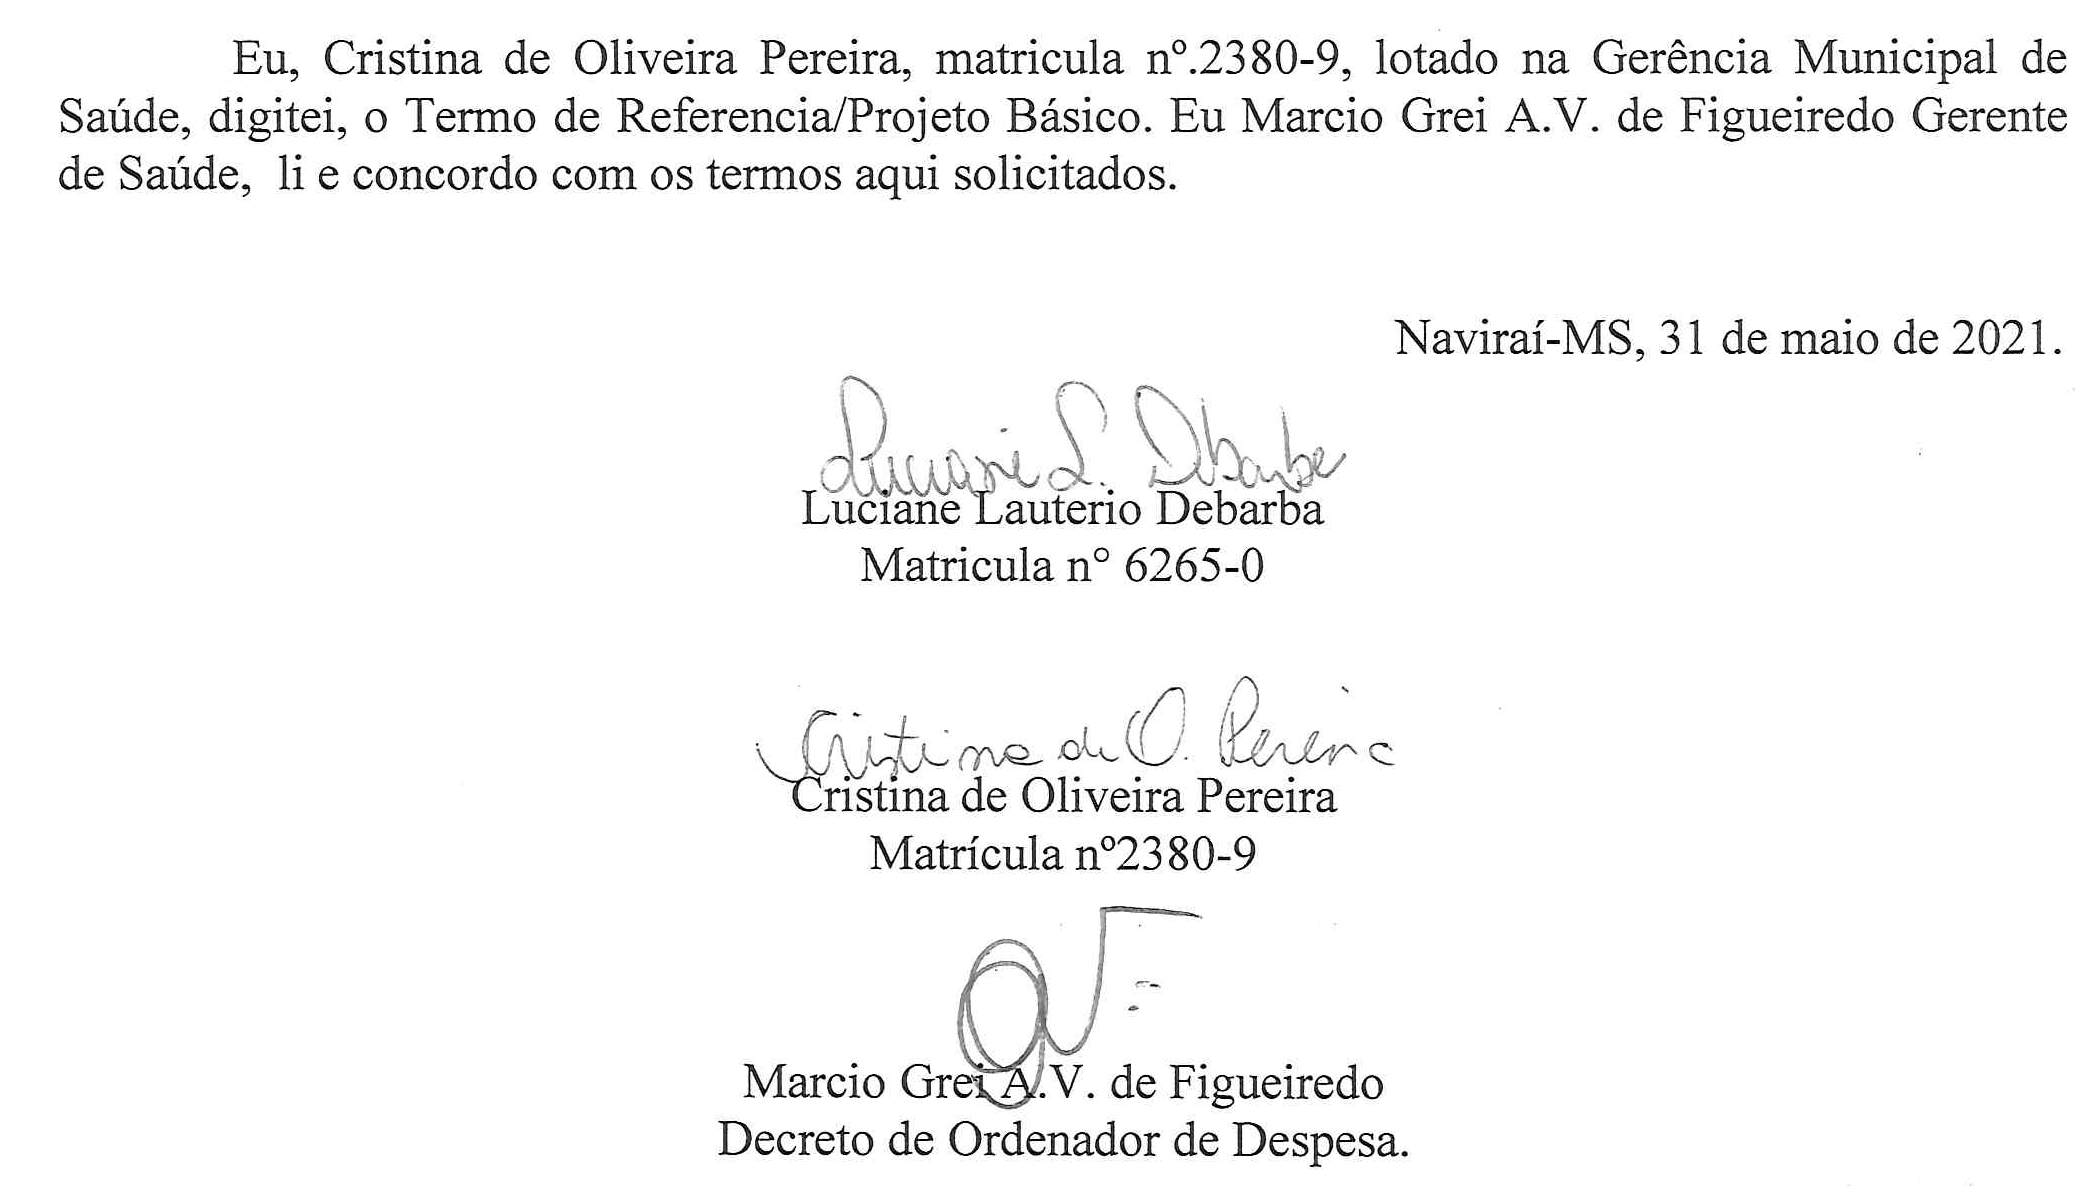 Eu, Cristina de Oliveira Pereira, matricula nº.2380-9, lotado na Gerência Municipal de
Saúde, digitei, o Termo de Referencia/Projeto Básico. Eu Marcio Grei A.V. de Figueiredo Gerente
de Saúde, li e concordo com os termos aqui solicitados.
Naviraí-MS, 31 de maio de 2021.
Luciane L. Debarba
Luciane Lauterio Debarba
Matricula n° 6265-0
Cristina de O. Pereira
Cristina de Oliveira Pereira
Matrícula nº2380-9
Marcio Grei A.V. de Figueiredo
Decreto de Ordenador de Despesa.